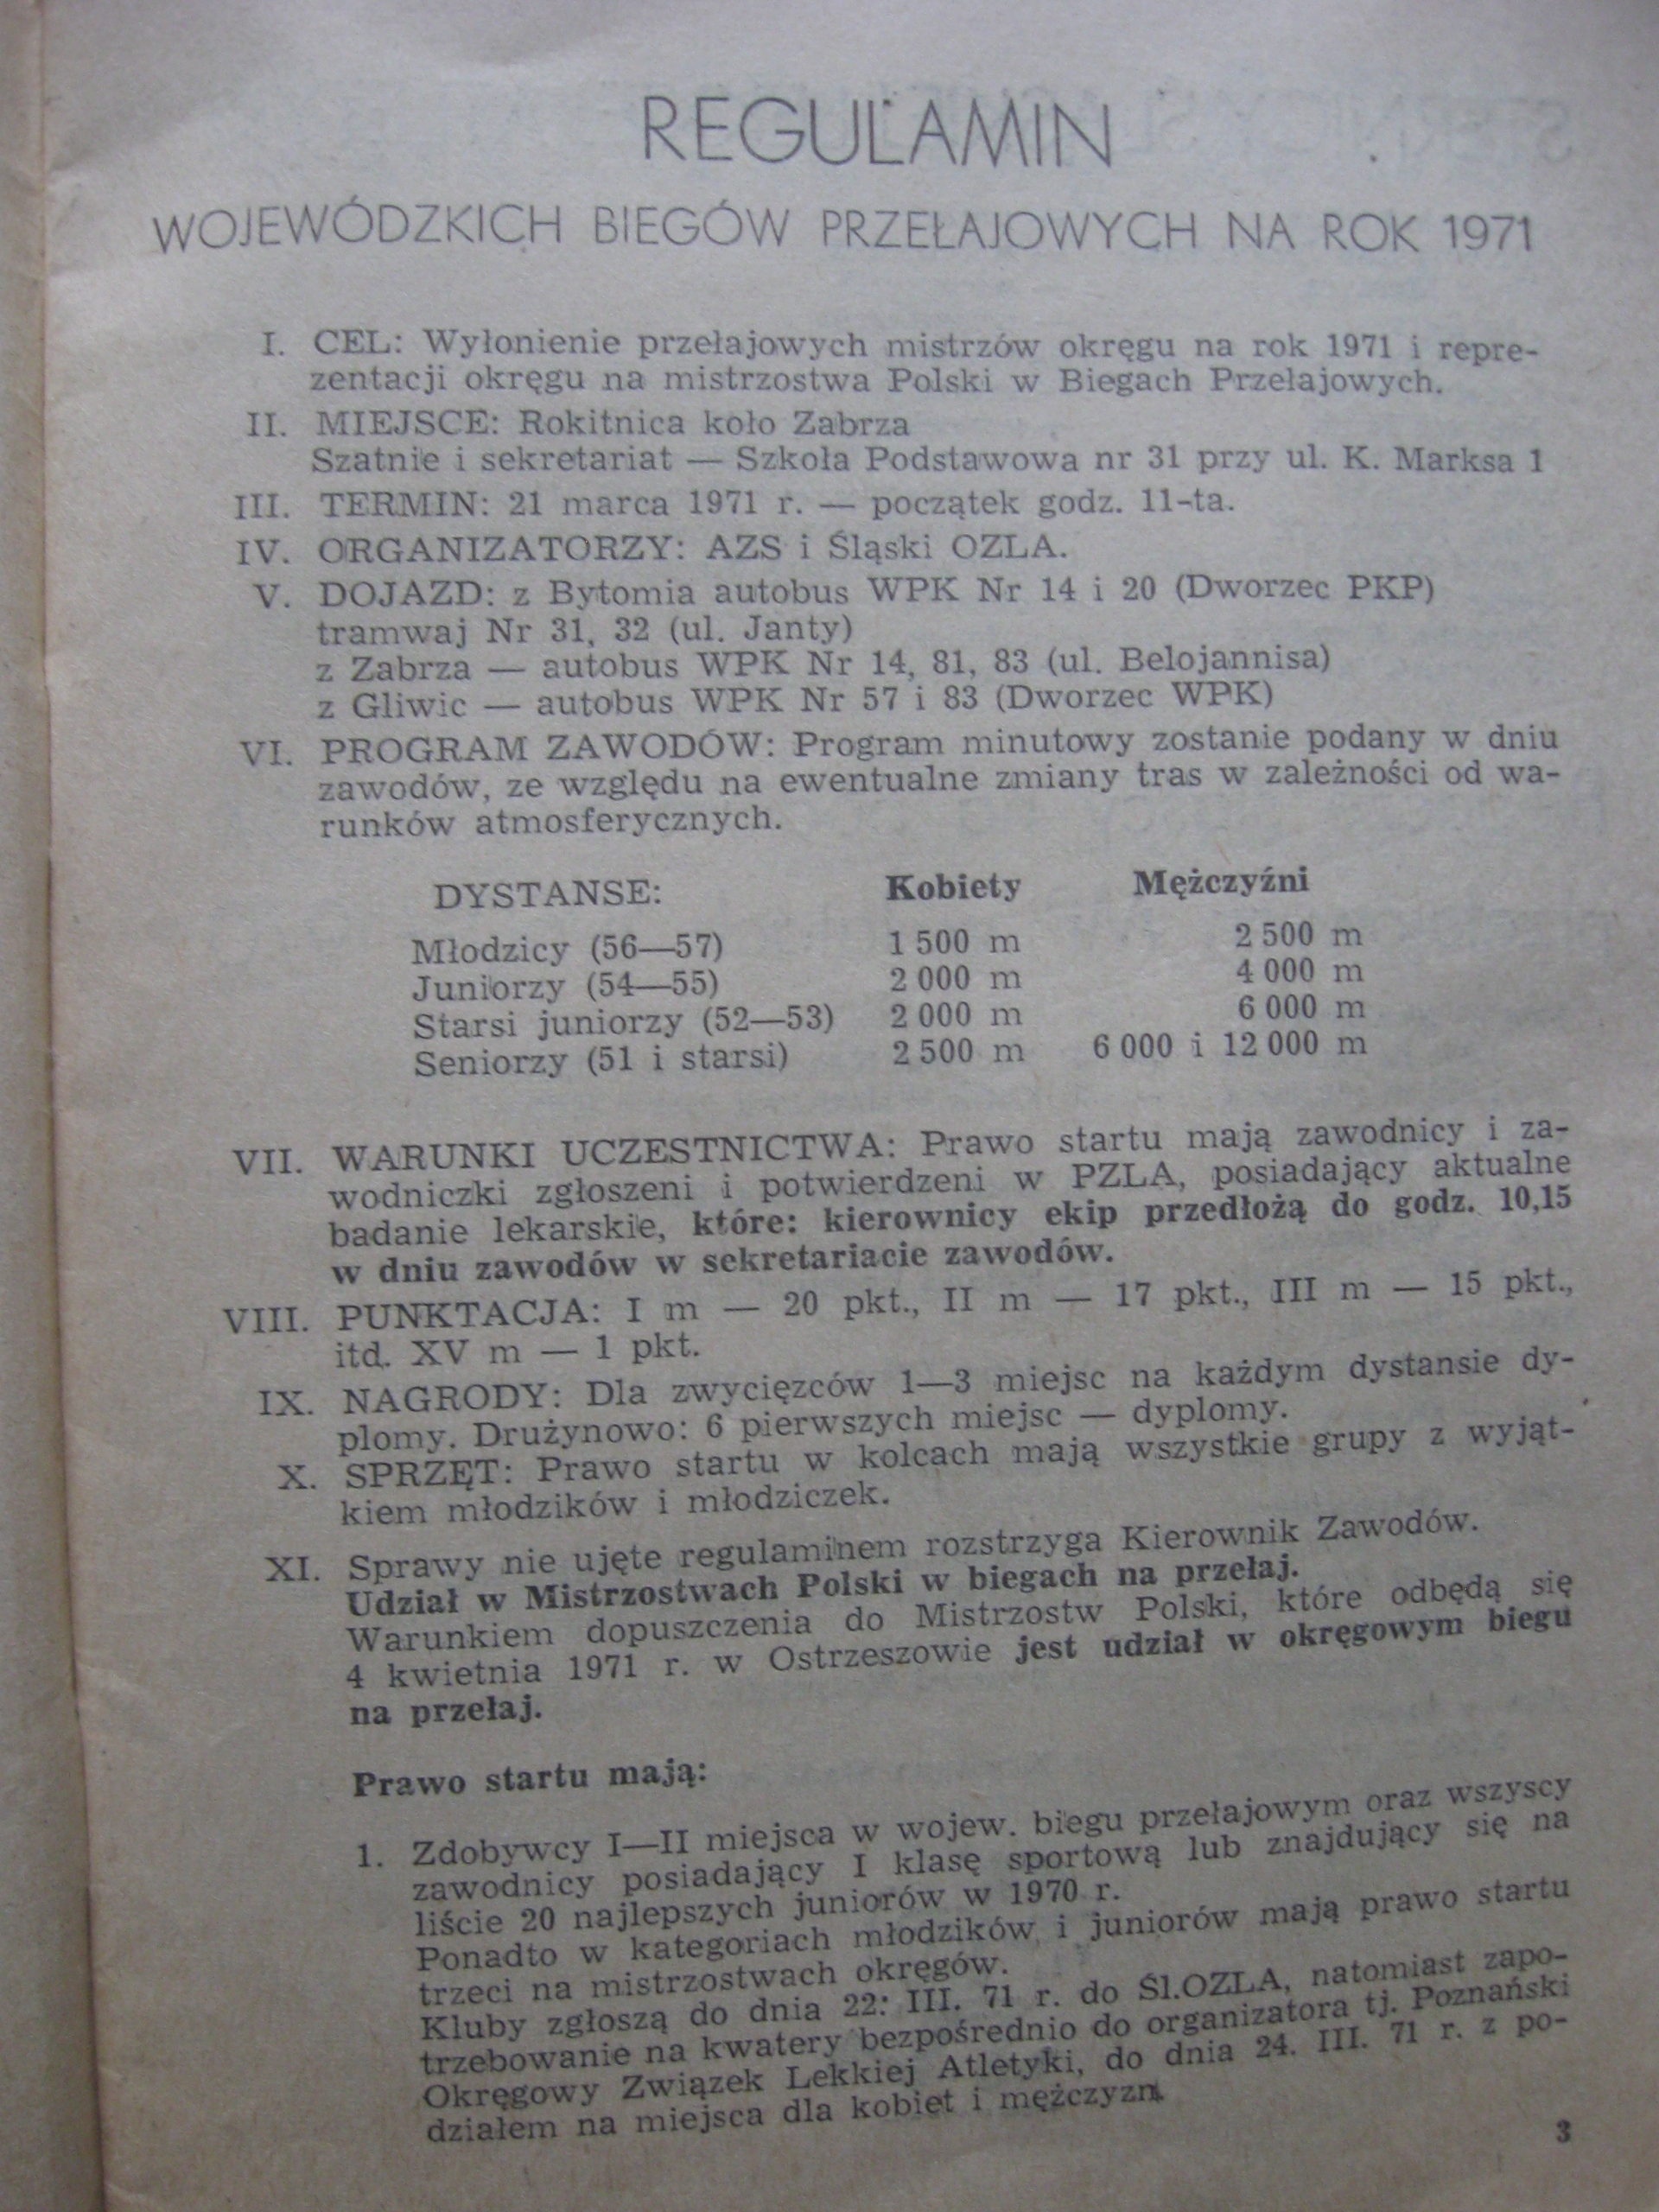 REGULAMIN
WOJEWÓDZKICH BIEGÓW PRZEŁAJOWYCH NA ROK 1971
I. CEL: Wyłonienie przełajowych mistrzów okręgu na rok 1971 i repre-
zentacji okręgu na mistrzostwa Polski w Biegach Przełajowych.
II. MIEJSCE: Rokitnica koło Zabrza
Szatnie i sekretariat — Szkoła Podstawowa nr 31 przy ul. K. Marksa 1
III. TERMIN: 21 marca 1971 r. — początek godz. 11-ta.
IV. ORGANIZATORZY: AZS i Śląski OZLA.
V. DOJAZD: z Bytomia autobus WPK Nr 14 i 20 (Dworzec PKP)
tramwaj Nr 31, 32 (ul. Janty)
z Zabrza — autobus WPK Nr 14, 81, 83 (ul. Belojannisa)
z Gliwic — autobus WPK Nr 57 i 83 (Dworzec WPK)
VI. PROGRAM ZAWODÓW: Program minutowy zostanie podany w dniu
zawodów, ze względu na ewentualne zmiany tras w zależności od wa-
runków atmosferycznych.
DYSTANSE: Kobiety Mężczyźni
Młodzicy (56—57) 1 500 m 2 500 m
Juniorzy (54—55) 2 000 m 4 000 m
Starsi juniorzy (52—53) 2 000 m 6 000 m
Seniorzy (51 i starsi) 2 500 m 6 000 i 12 000 m
VII. WARUNKI UCZESTNICTWA: Prawo startu mają zawodnicy i za-
wodniczki zgłoszeni i potwierdzeni w PZLA, posiadający aktualne
badanie lekarskie, które: kierownicy ekip przedłożą do godz. 10,15
w dniu zawodów w sekretariacie zawodów.
VIII. PUNKTACJA: I m — 20 pkt., II m — 17 pkt., III m — 15 pkt.,
itd. XV m — 1 pkt.
IX. NAGRODY: Dla zwycięzców 1—3 miejsc na każdym dystansie dy-
plomy. Drużynowo: 6 pierwszych miejsc — dyplomy.
X. SPRZĘT: Prawo startu w kolcach mają wszystkie grupy z wyjąt-
kiem młodzików i młodziczek.
XI. Sprawy nie ujęte regulaminem rozstrzyga Kierownik Zawodów.
Udział w Mistrzostwach Polski w biegach na przełaj.
Warunkiem dopuszczenia do Mistrzostw Polski, które odbędą się
4 kwietnia 1971 r. w Ostrzeszowie jest udział w okręgowym biegu
na przełaj.
Prawo startu mają:
1. Zdobywcy I—II miejsca w wojew. biegu przełajowym oraz wszyscy
zawodnicy posiadający I klasę sportową lub znajdujący się na
liście 20 najlepszych juniorów w 1970 r.
Ponadto w kategoriach młodzików i juniorów mają prawo startu
trzeci na mistrzostwach okręgów.
Kluby zgłoszą do dnia 22: III. 71 r. do Śl.OZLA, natomiast zapo-
trzebowanie na kwatery bezpośrednio do organizatora tj. Poznański
Okręgowy Związek Lekkiej Atletyki, do dnia 24. III. 71 r. z po-
działem na miejsca dla kobiet i mężczyzn.
3